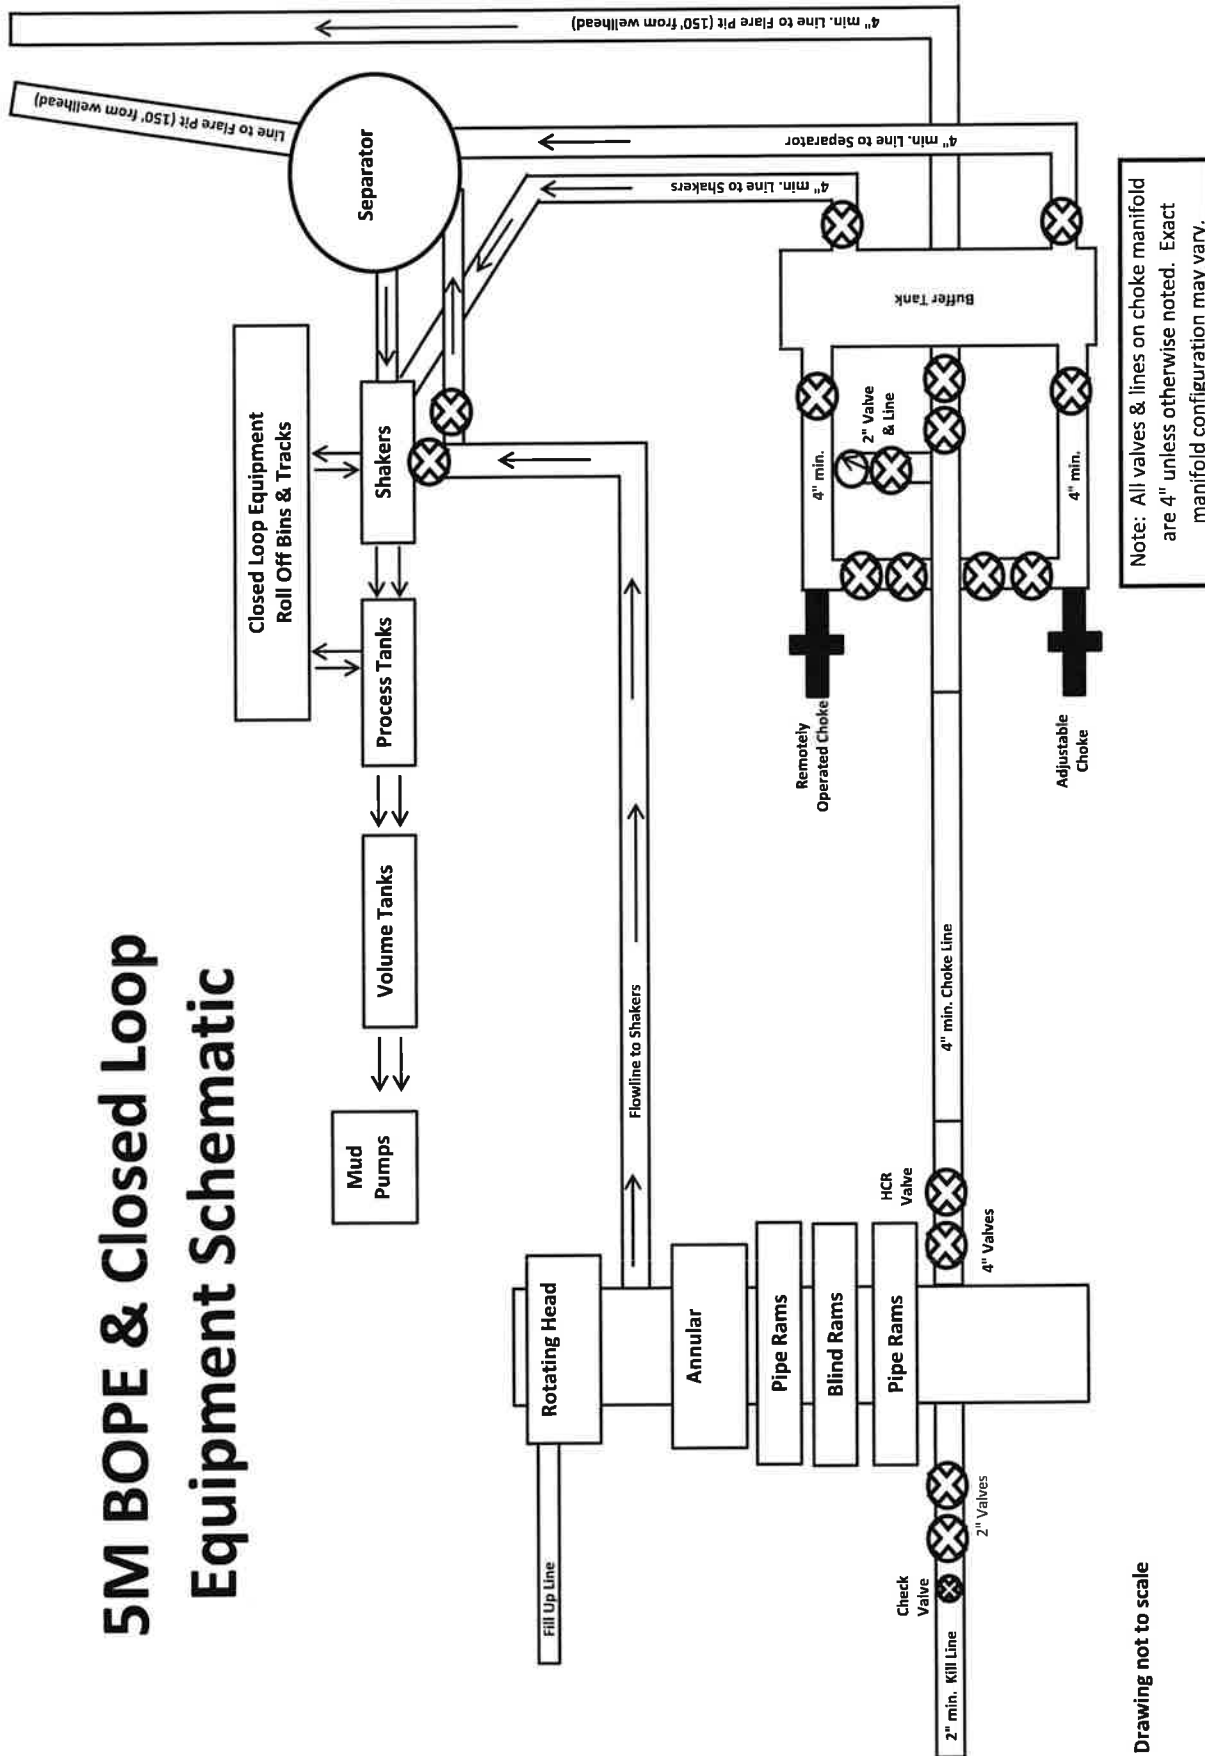 5M BOPE & Closed Loop
Equipment Schematic
4" min. Line to Flare Pit (150' from wellhead)
Line to Flare Pit (150' from wellhead)
Separator
4" min. Line to Separator
4" min. Line to Shakers
Closed Loop Equipment
Roll Off Bins & Tracks
Shakers
Process Tanks
Volume Tanks
Mud
Pumps
Flowline to Shakers
Rotating Head
Fill Up Line
Annular
Pipe Rams
Blind Rams
Pipe Rams
Buffer Tank
2" Valve
& Line
4" min.
4" min.
Remotely
Operated Choke
Adjustable
Choke
4" min. Choke Line
HCR
Valve
4" Valves
2" Valves
Check
Valve
2" min. Kill Line
Note: All valves & lines on choke manifold
are 4" unless otherwise noted. Exact
manifold configuration may vary.
Drawing not to scale